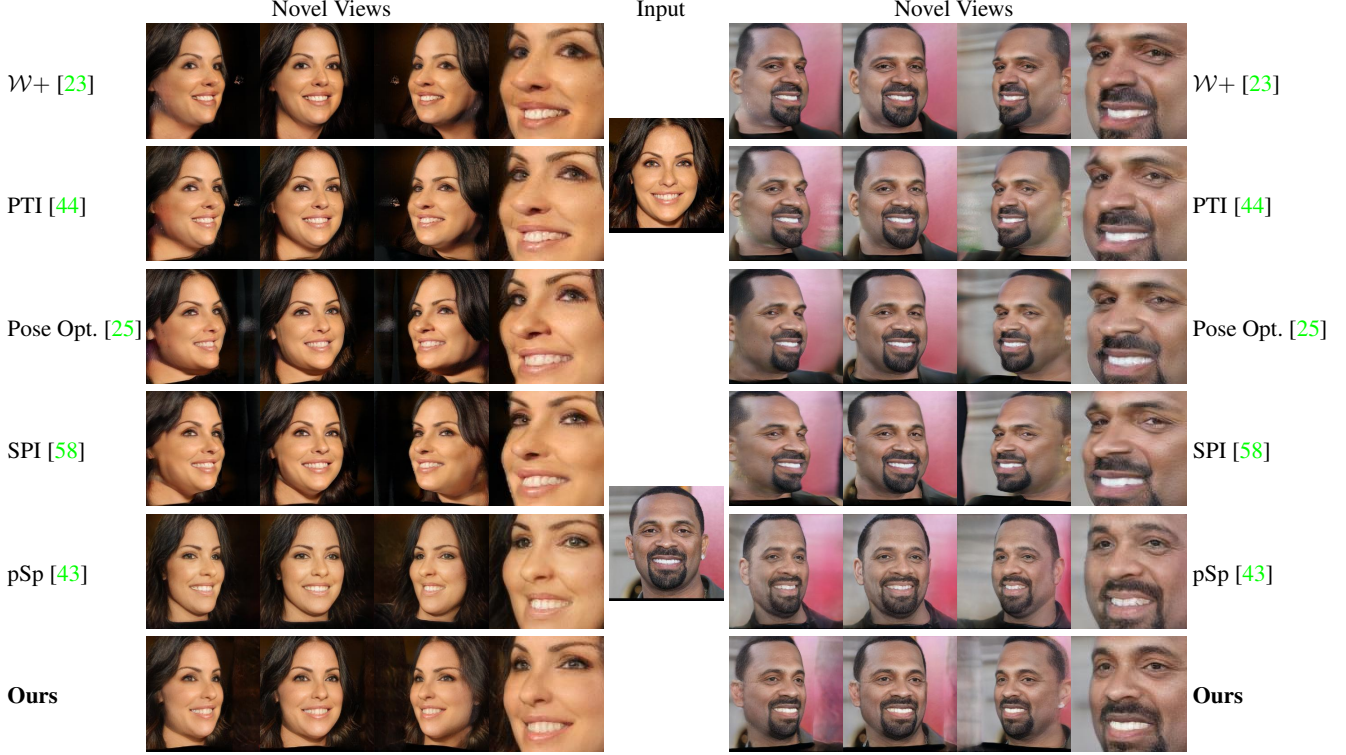 Novel Views Input Novel Views
𝒲+ [23] 𝒲+ [23]
PTI [44] PTI [44]
Pose Opt. [25] Pose Opt. [25]
SPI [58] SPI [58]
pSp [43] pSp [43]
Ours Ours